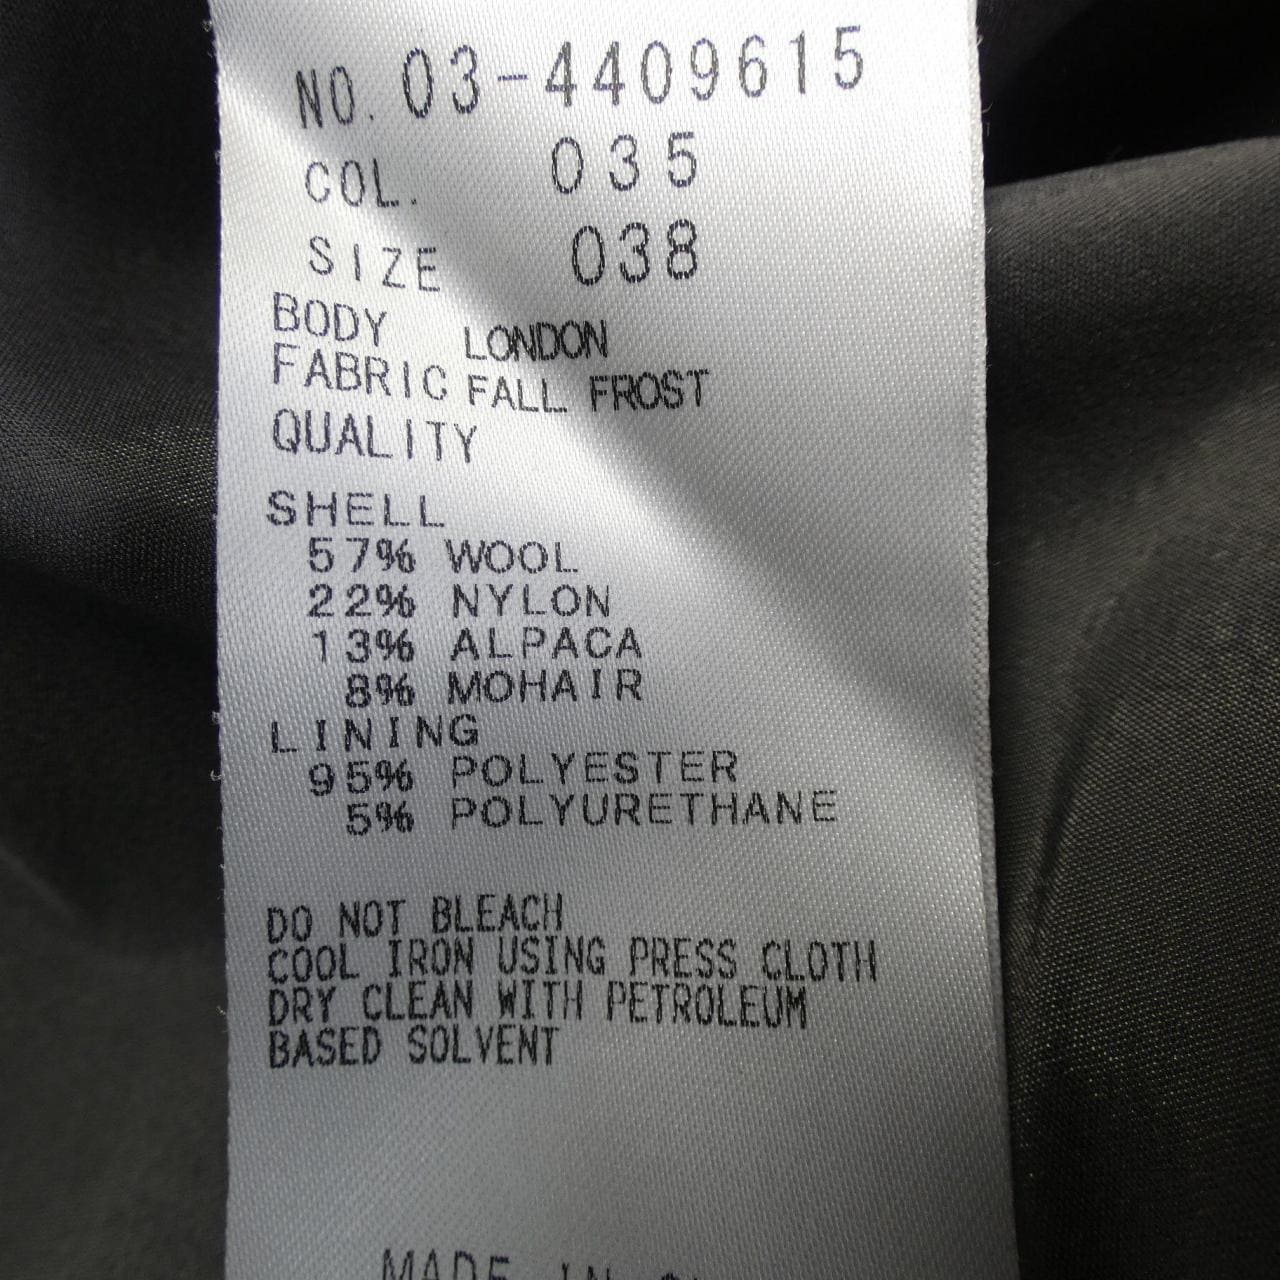 NO. 03-4409615
COL. 035
SIZE 038
BODY LONDON
FABRIC FALL FROST
QUALITY
SHELL
57% WOOL
22% NYLON
13% ALPACA
8% MOHAIR
LINING
95% POLYESTER
5% POLYURETHANE
DO NOT BLEACH
COOL IRON USING PRESS CLOTH
DRY CLEAN WITH PETROLEUM
BASED SOLVENT
MADE IN